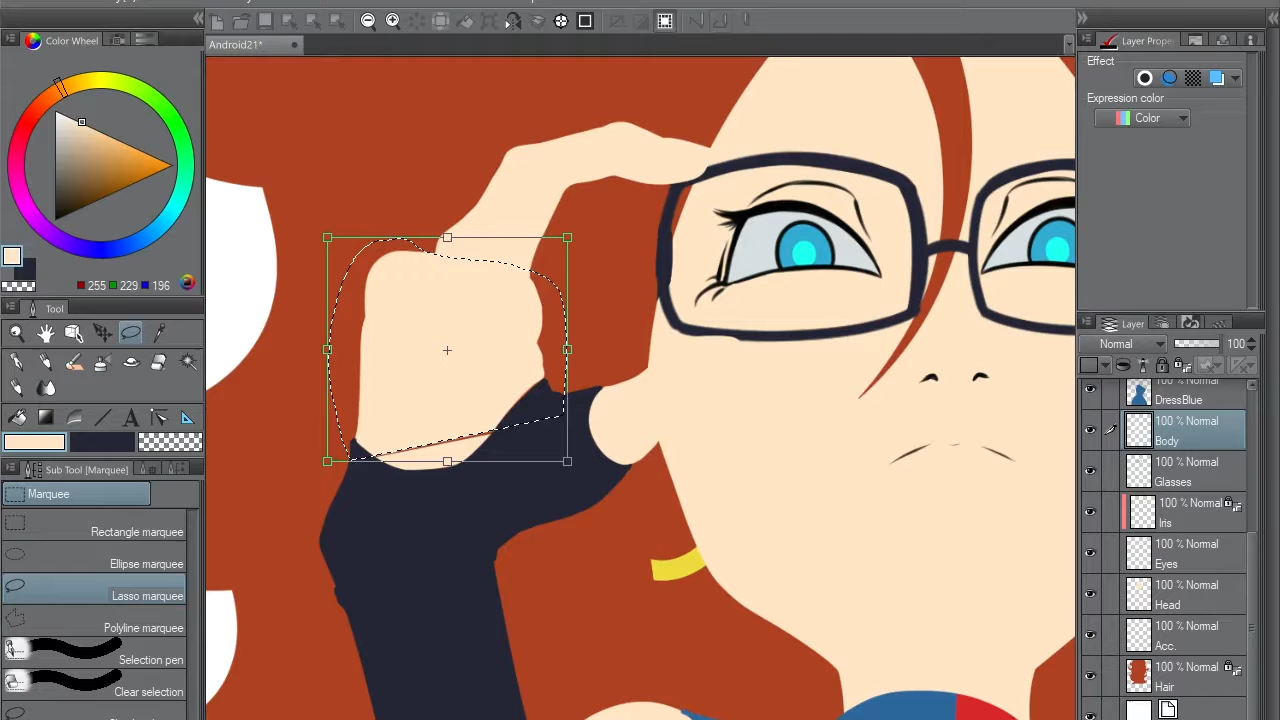 Android21*
Color Wheel
255 229 196
Tool
Sub Tool [Marquee]
Marquee
Rectangle marquee
Ellipse marquee
Lasso marquee
Polyline marquee
Selection pen
Clear selection
Layer Prope
Effect
Expression color
Color
Layer
Normal 100
100 % Normal
DressBlue
100 % Normal
Body
100 % Normal
Glasses
100 % Normal
Iris
100 % Normal
Eyes
100 % Normal
Head
100 % Normal
Acc.
100 % Normal
Hair